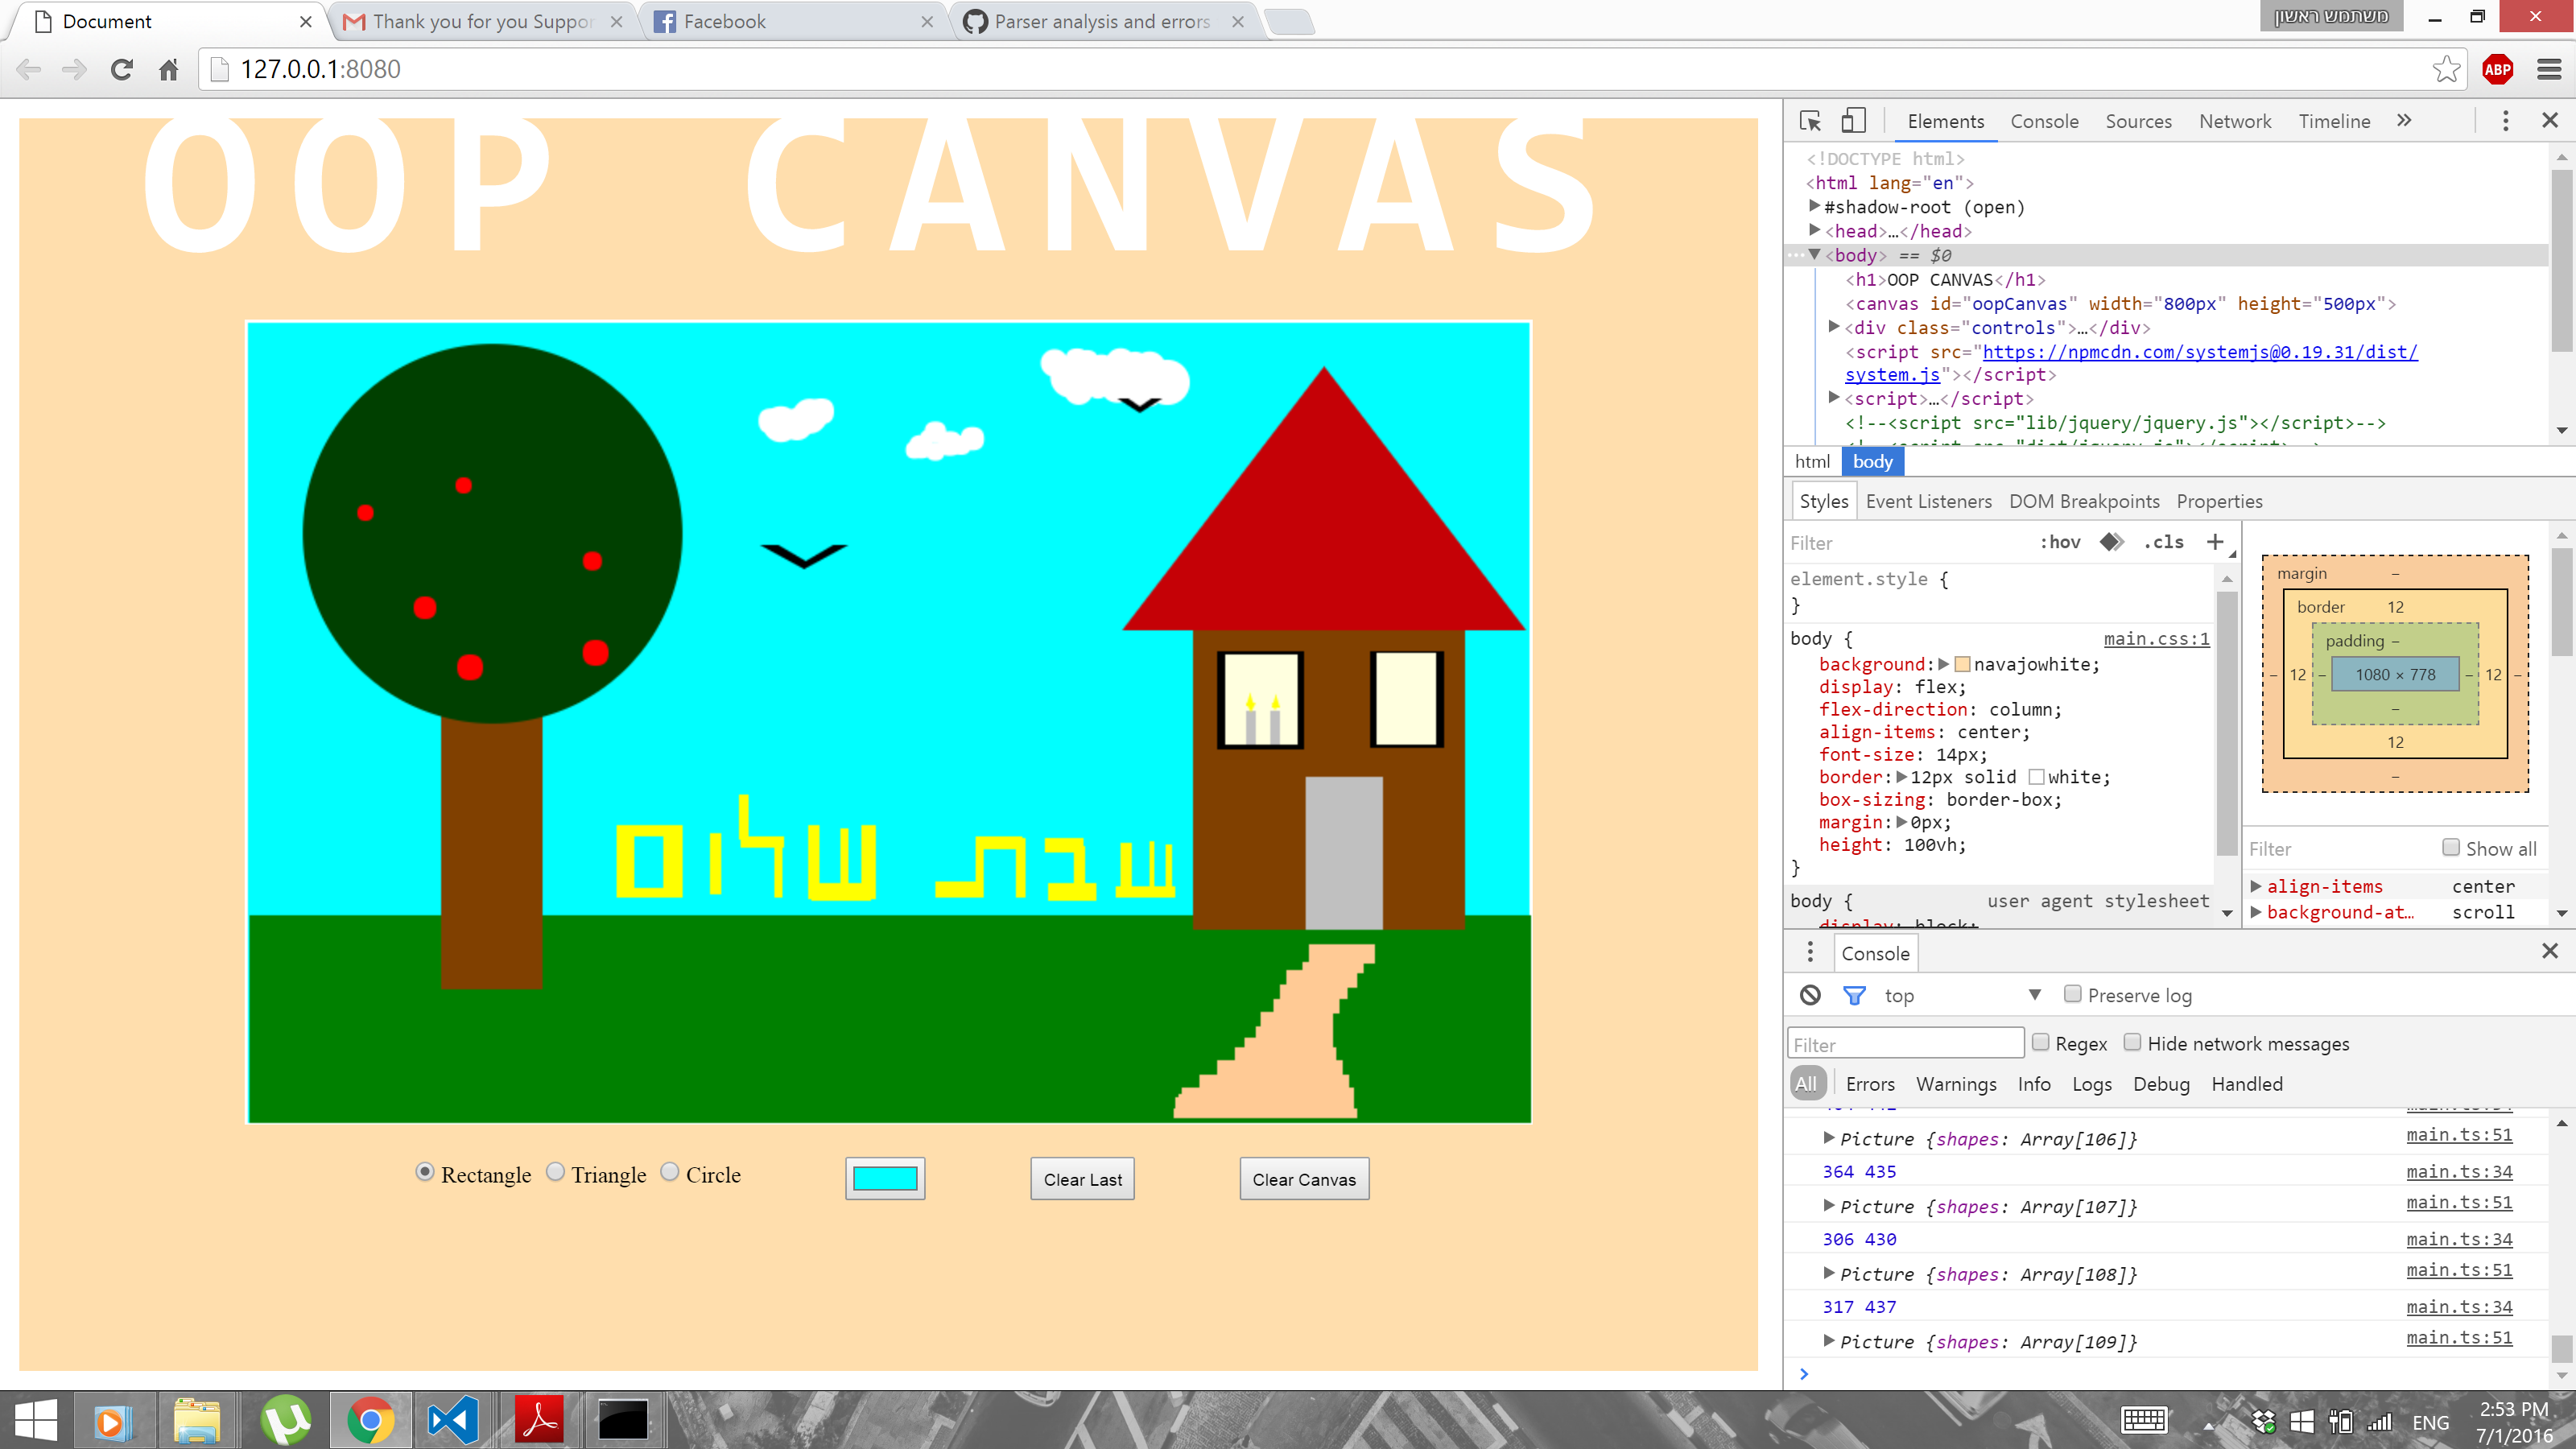 Document
Thank you for you Suppor
Facebook
Parser analysis and errors
משתמש ראשון
127.0.0.1:8080
ABP
OOP CANVAS
שבת שלום
Rectangle Triangle Circle
Clear Last
Clear Canvas
Elements Console Sources Network Timeline »
<!DOCTYPE html>
<html lang="en">
#shadow-root (open)
<head>…</head>
<body> == $0
<h1>OOP CANVAS</h1>
<canvas id="oopCanvas" width="800px" height="500px">
<div class="controls">…</div>
<script src="https://npmcdn.com/systemjs@0.19.31/dist/
system.js"></script>
<script>…</script>
<!--<script src="lib/jquery/jquery.js"></script>-->
html body
Styles Event Listeners DOM Breakpoints Properties
Filter :hov .cls +
element.style {
}
body { main.css:1
background: navajowhite;
display: flex;
flex-direction: column;
align-items: center;
font-size: 14px;
border: 12px solid white;
box-sizing: border-box;
margin: 0px;
height: 100vh;
}
body { user agent stylesheet
display: block;
margin –
border 12
padding –
– 12 – 1080 × 778 – 12 –
–
12
–
Filter Show all
align-items center
background-at… scroll
Console
top Preserve log
Filter Regex Hide network messages
All Errors Warnings Info Logs Debug Handled
Picture {shapes: Array[106]} main.ts:51
364 435 main.ts:34
Picture {shapes: Array[107]} main.ts:51
306 430 main.ts:34
Picture {shapes: Array[108]} main.ts:51
317 437 main.ts:34
Picture {shapes: Array[109]} main.ts:51
>
ENG
2:53 PM
7/1/2016